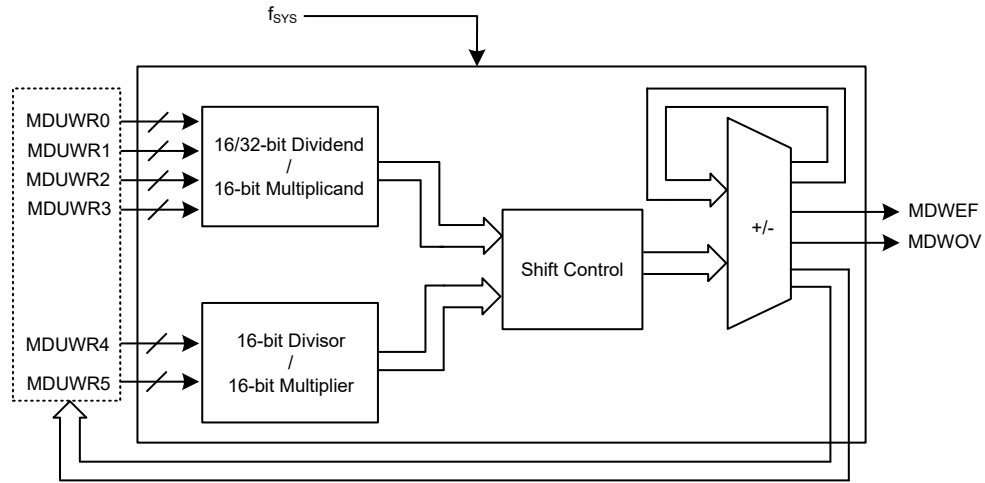 fSYS
MDUWR0
MDUWR1
MDUWR2
MDUWR3
MDUWR4
MDUWR5
16/32-bit Dividend
/
16-bit Multiplicand
16-bit Divisor
/
16-bit Multiplier
Shift Control
+/-
MDWEF
MDWOV